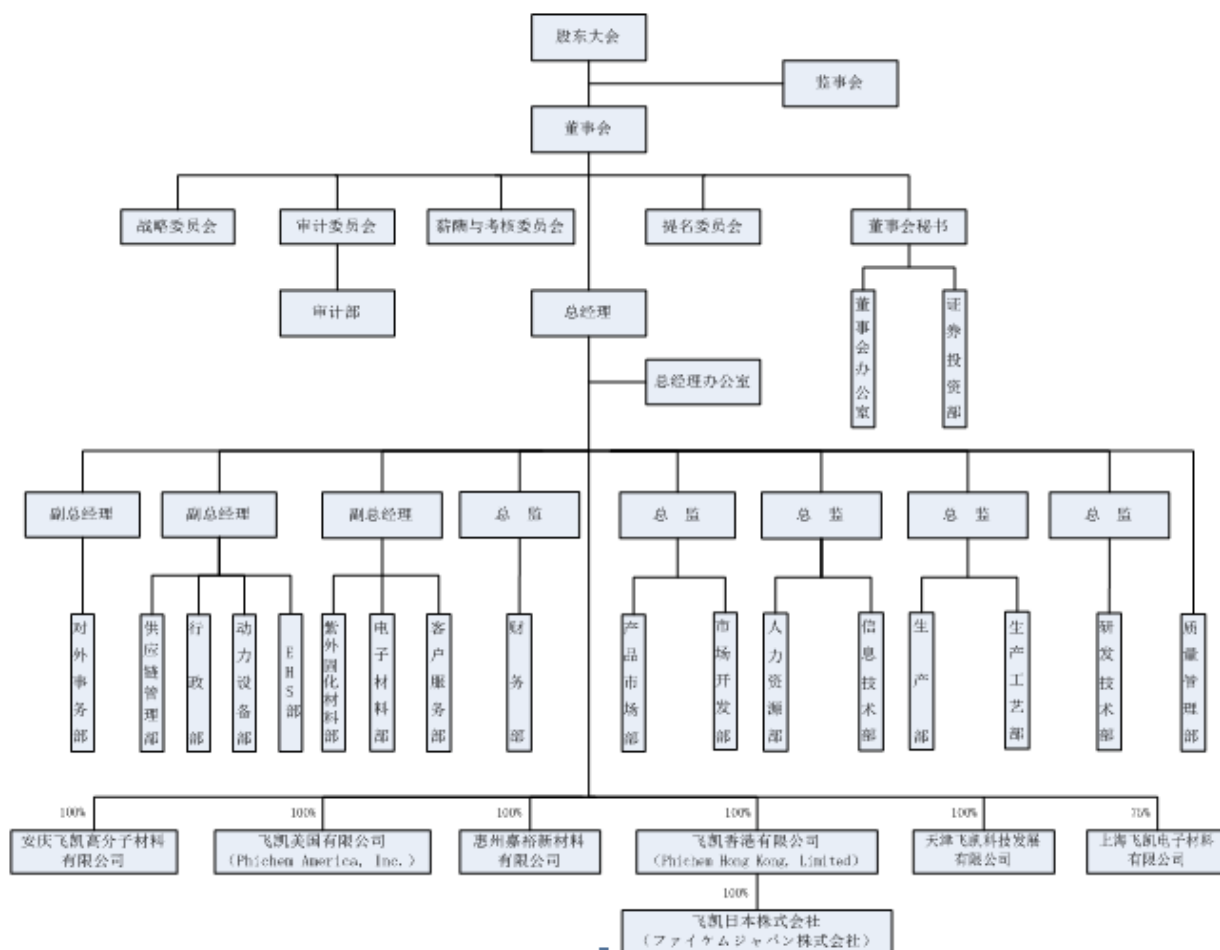 股东大会
监事会
董事会
战略委员会
审计委员会
薪酬与考核委员会
提名委员会
董事会秘书
审计部
总经理
董事会办公室
证券投资部
总经理办公室
副总经理
副总经理
副总经理
总 监
总 监
总 监
总 监
总 监
对外事务部
供应链管理部
行政部
动力设备部
EHS部
紫外固化材料部
电子材料部
客户服务部
财务部
产品市场部
市场开发部
人力资源部
信息技术部
生产部
生产工艺部
研发技术部
质量管理部
100%
100%
100%
100%
100%
75%
安庆飞凯高分子材料
有限公司
飞凯美国有限公司
(Phichem America, Inc.)
惠州嘉裕新材料
有限公司
飞凯香港有限公司
(Phichem Hong Kong, Limited)
天津飞凯科技发展
有限公司
上海飞凯电子材料
有限公司
100%
飞凯日本株式会社
(ファイケムジャパン株式会社)